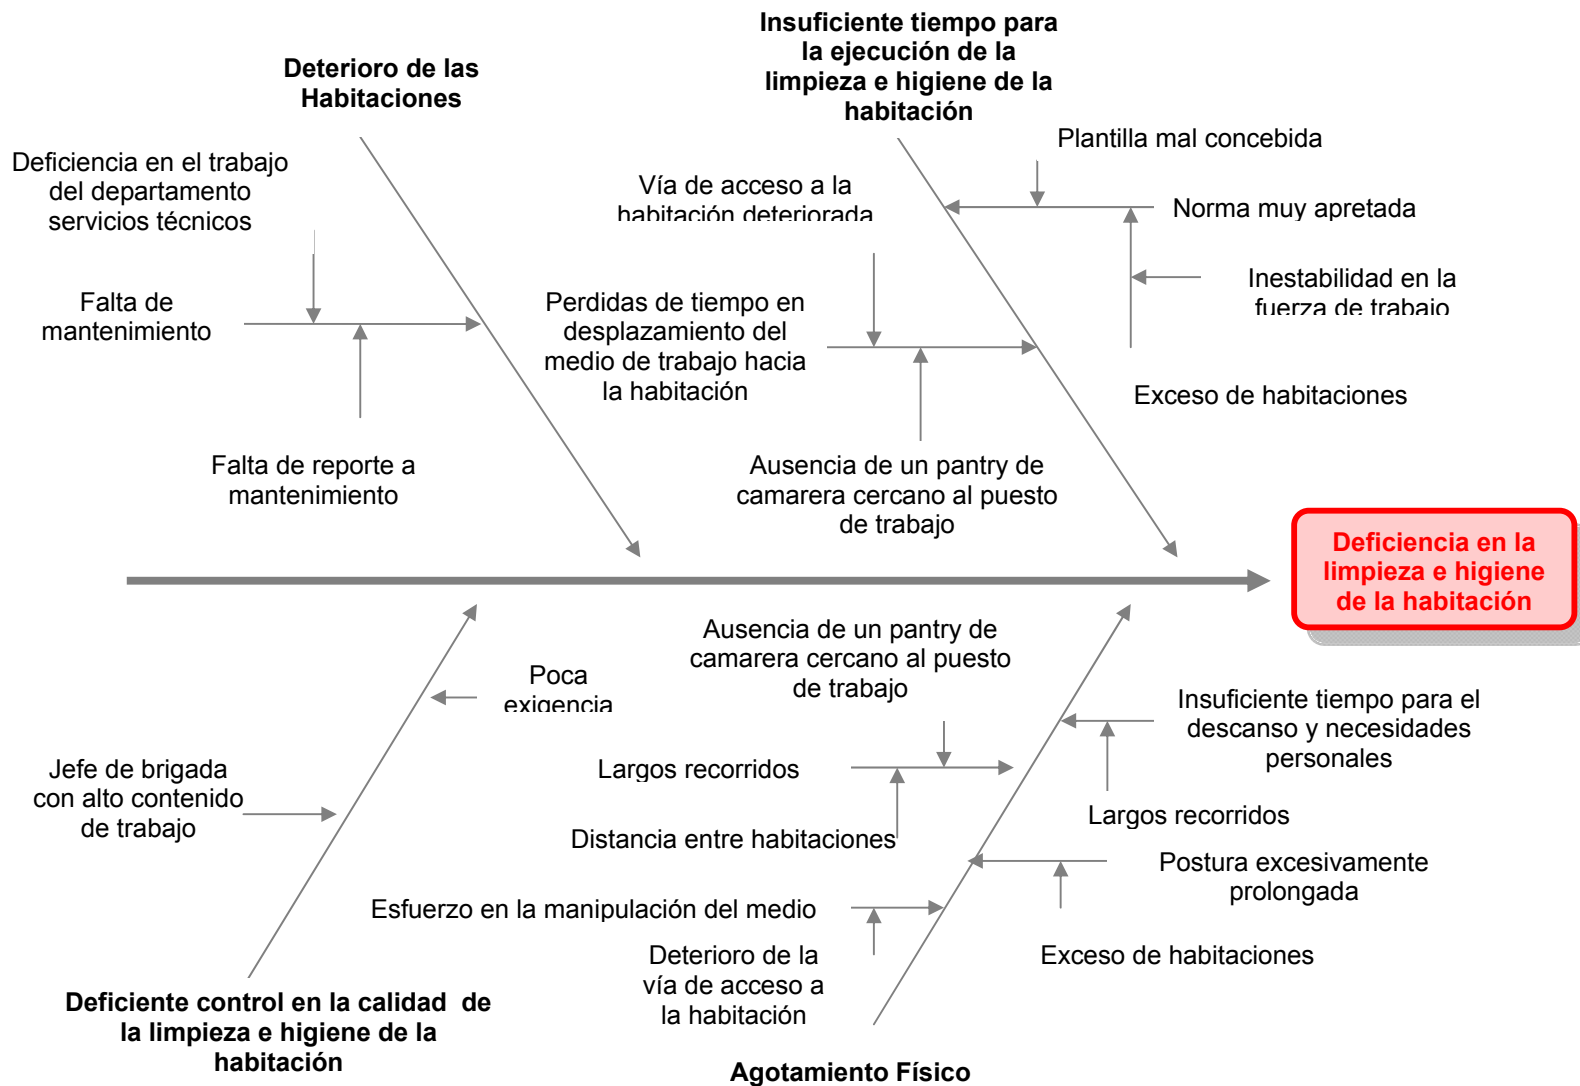 Insuficiente tiempo para
la ejecución de la
limpieza e higiene de la
habitación
Deterioro de las
Habitaciones
Plantilla mal concebida
Deficiencia en el trabajo
del departamento
servicios técnicos
Vía de acceso a la
habitación deteriorada
Norma muy apretada
Inestabilidad en la
fuerza de trabajo
Falta de
mantenimiento
Perdidas de tiempo en
desplazamiento del
medio de trabajo hacia
la habitación
Exceso de habitaciones
Falta de reporte a
mantenimiento
Ausencia de un pantry de
camarera cercano al puesto
de trabajo
Deficiencia en la
limpieza e higiene
de la habitación
Ausencia de un pantry de
camarera cercano al puesto
de trabajo
Poca
exigencia
Insuficiente tiempo para el
descanso y necesidades
personales
Jefe de brigada
con alto contenido
de trabajo
Largos recorridos
Largos recorridos
Distancia entre habitaciones
Postura excesivamente
prolongada
Esfuerzo en la manipulación del medio
Deterioro de la
vía de acceso a
la habitación
Exceso de habitaciones
Deficiente control en la calidad  de
la limpieza e higiene de la
habitación
Agotamiento Físico